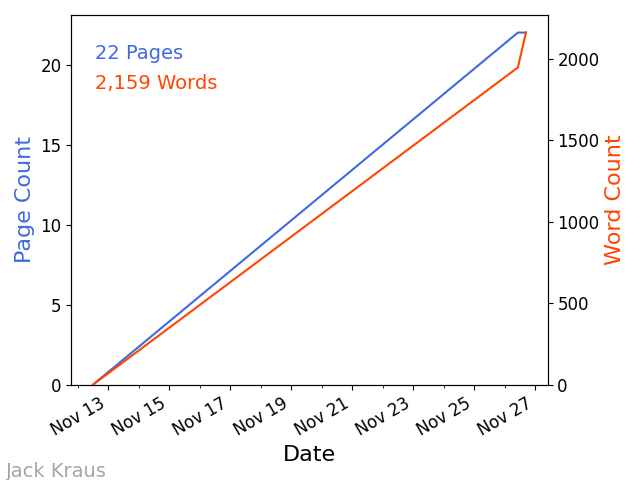 22 Pages
2,159 Words
Page Count
20
15
10
5
0
Word Count
2000
1500
1000
500
0
Nov 13
Nov 15
Nov 17
Nov 19
Nov 21
Nov 23
Nov 25
Nov 27
Date
Jack Kraus